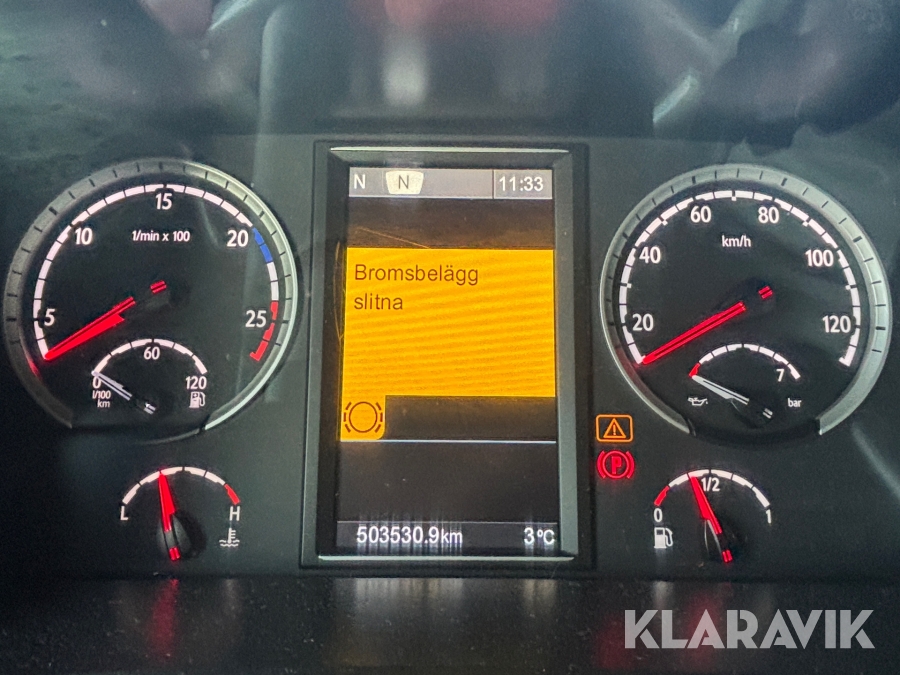 N N 11:33
Bromsbelägg
slitna
503530.9km 3°C
5 10 15 20 25
1/min x 100
0 60 120
l/100
km
L H
20 40 60 80 100 120
km/h
7
bar
P
0 1/2 1
KLARAVIK